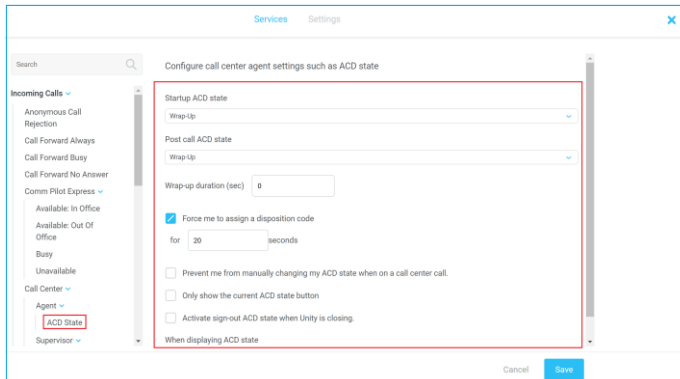 Services Settings
Search
Configure call center agent settings such as ACD state
Incoming Calls
Anonymous Call
Rejection
Call Forward Always
Call Forward Busy
Call Forward No Answer
Comm Pilot Express
Available: In Office
Available: Out Of
Office
Busy
Unavailable
Call Center
Agent
ACD State
Supervisor
Startup ACD state
Wrap-Up
Post call ACD state
Wrap-Up
Wrap-up duration (sec) 0
Force me to assign a disposition code
for 20 seconds
Prevent me from manually changing my ACD state when on a call center call.
Only show the current ACD state button
Activate sign-out ACD state when Unity is closing.
When displaying ACD state
Cancel Save